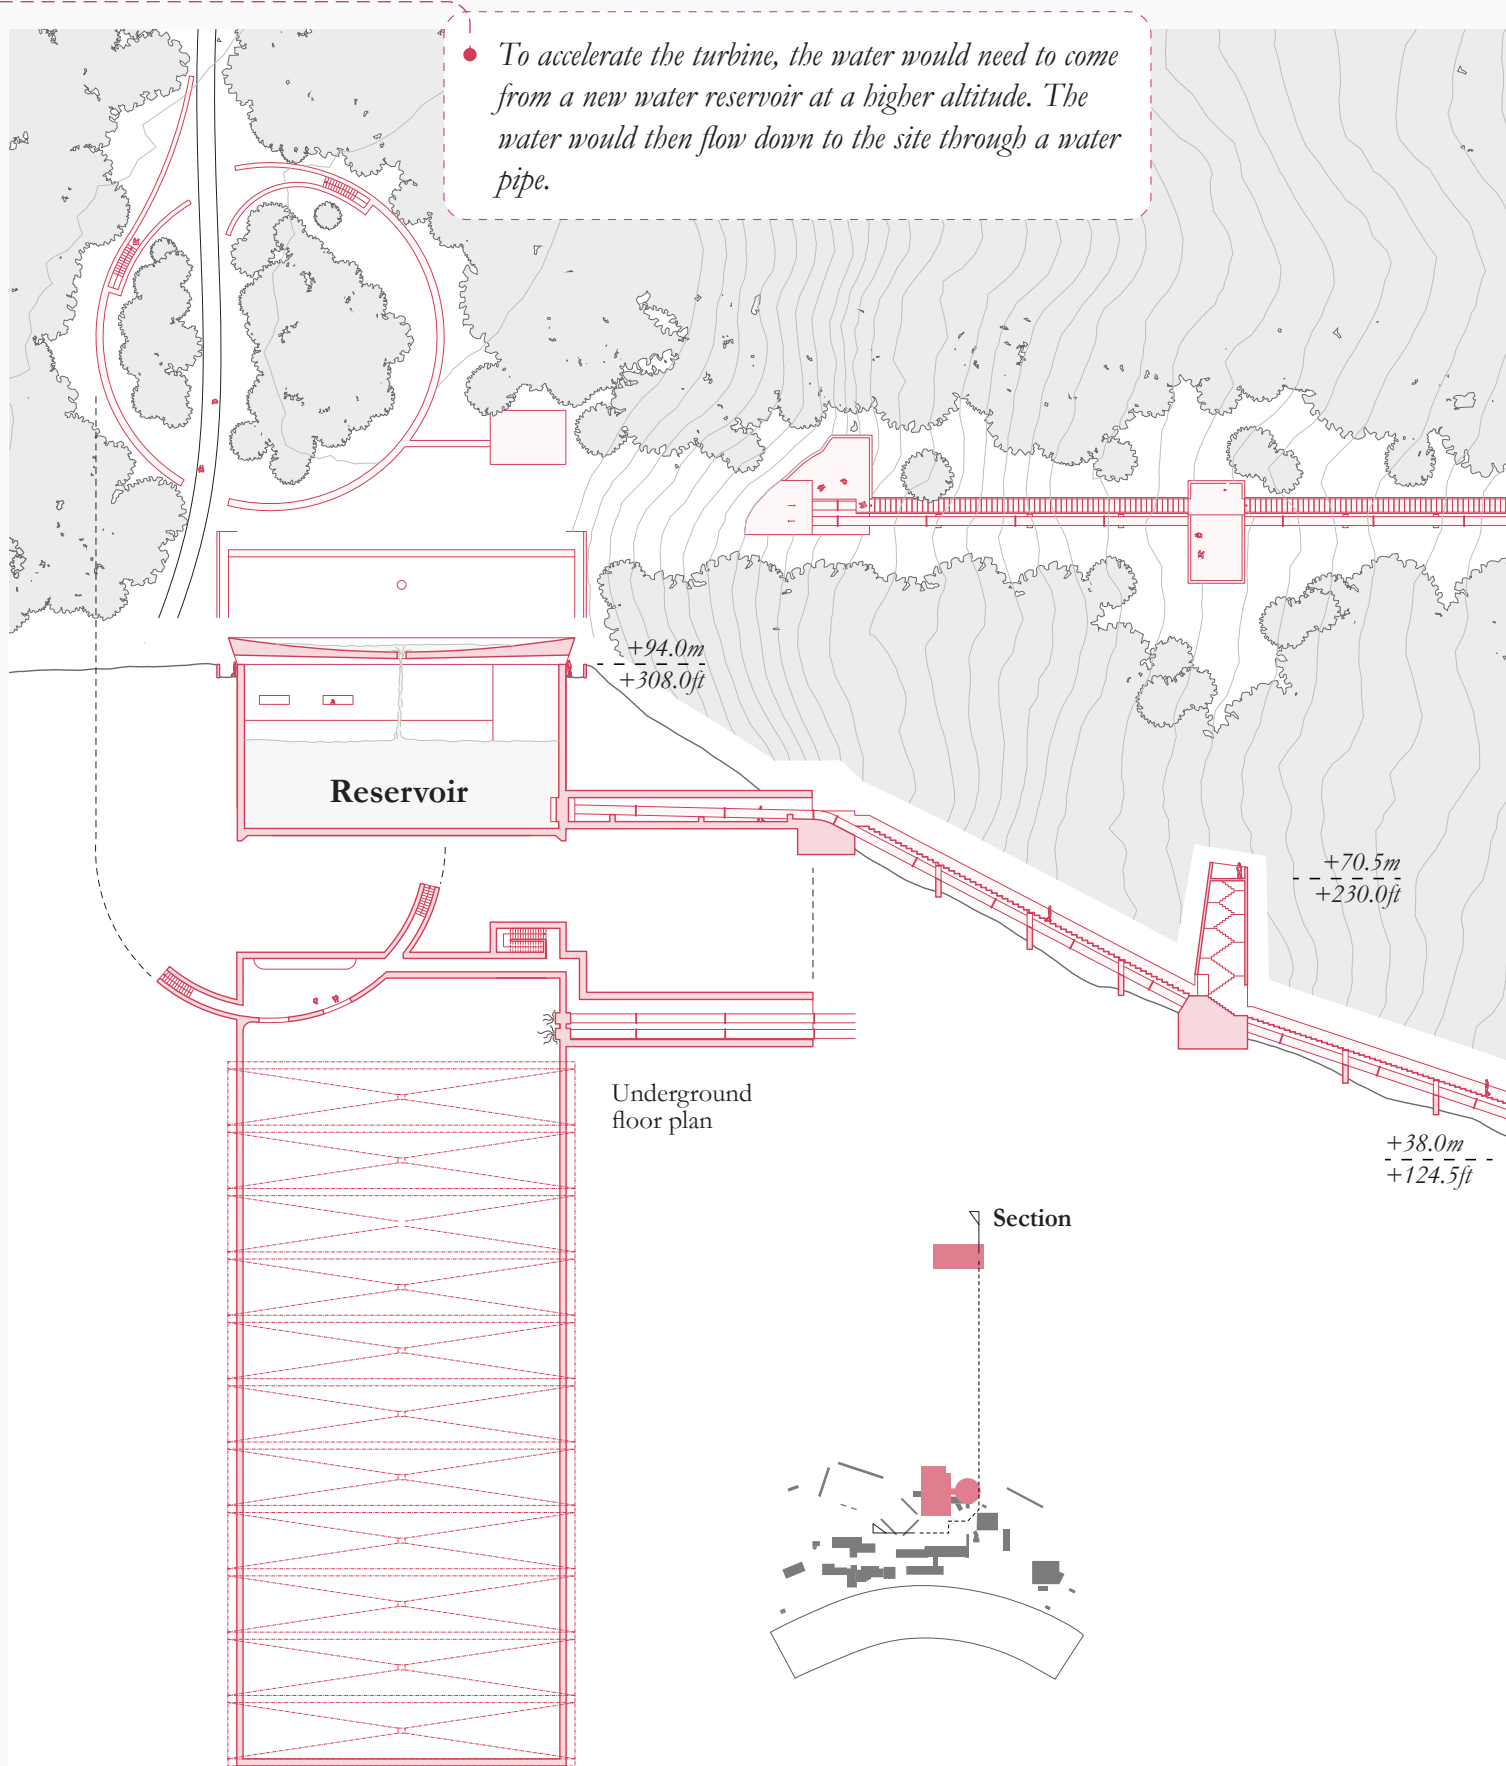 To accelerate the turbine, the water would need to come
from a new water reservoir at a higher altitude. The
water would then flow down to the site through a water
pipe.
+94.0m
+308.0ft
Reservoir
+70.5m
+230.0ft
Underground
floor plan
+38.0m
+124.5ft
Section